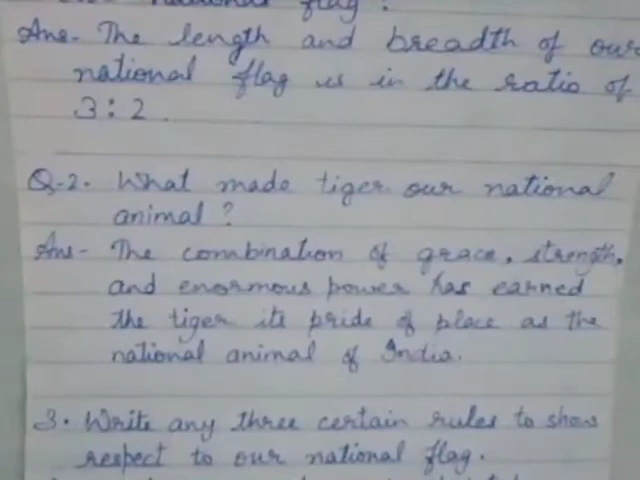 national flag?
Ans- The length and breadth of our
national flag is in the ratio of
3:2.
Q-2. What made tiger our national
animal?
Ans- The combination of grace, strength,
and enormous power has earned
the tiger its pride of place as the
national animal of India.
3. Write any three certain rules to show
respect to our national flag.